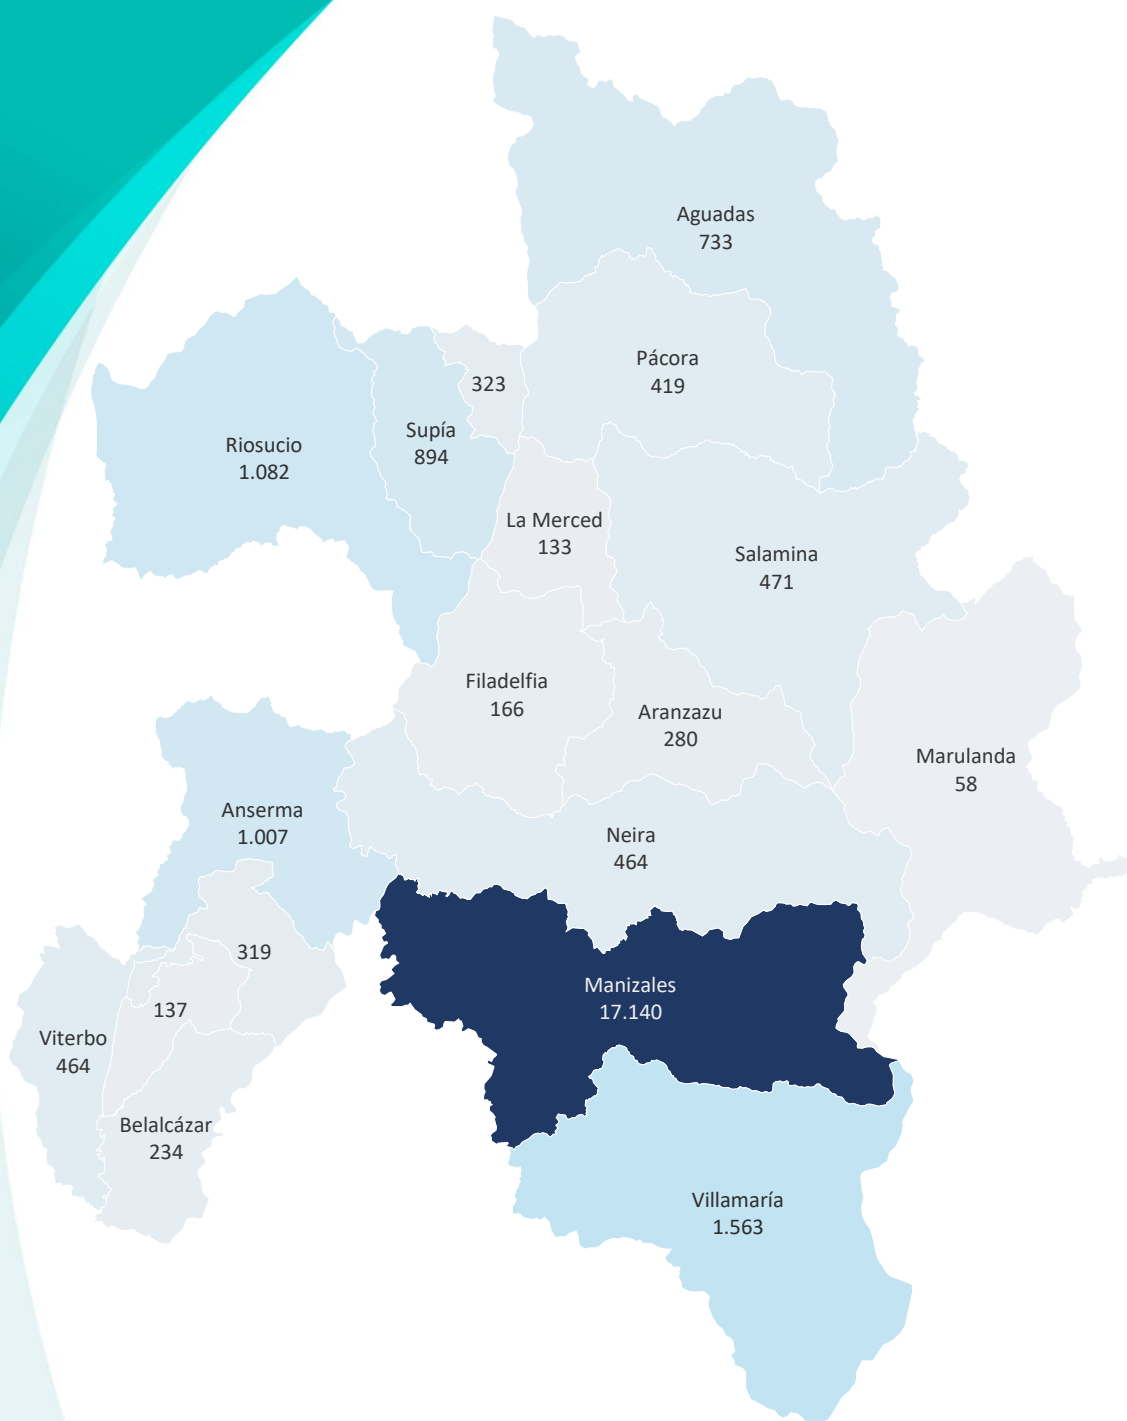 Aguadas
733
Pácora
419
323
Supía
894
Riosucio
1.082
La Merced
133
Salamina
471
Filadelfia
166
Aranzazu
280
Marulanda
58
Anserma
1.007
Neira
464
319
Manizales
17.140
137
Viterbo
464
Belalcázar
234
Villamaría
1.563